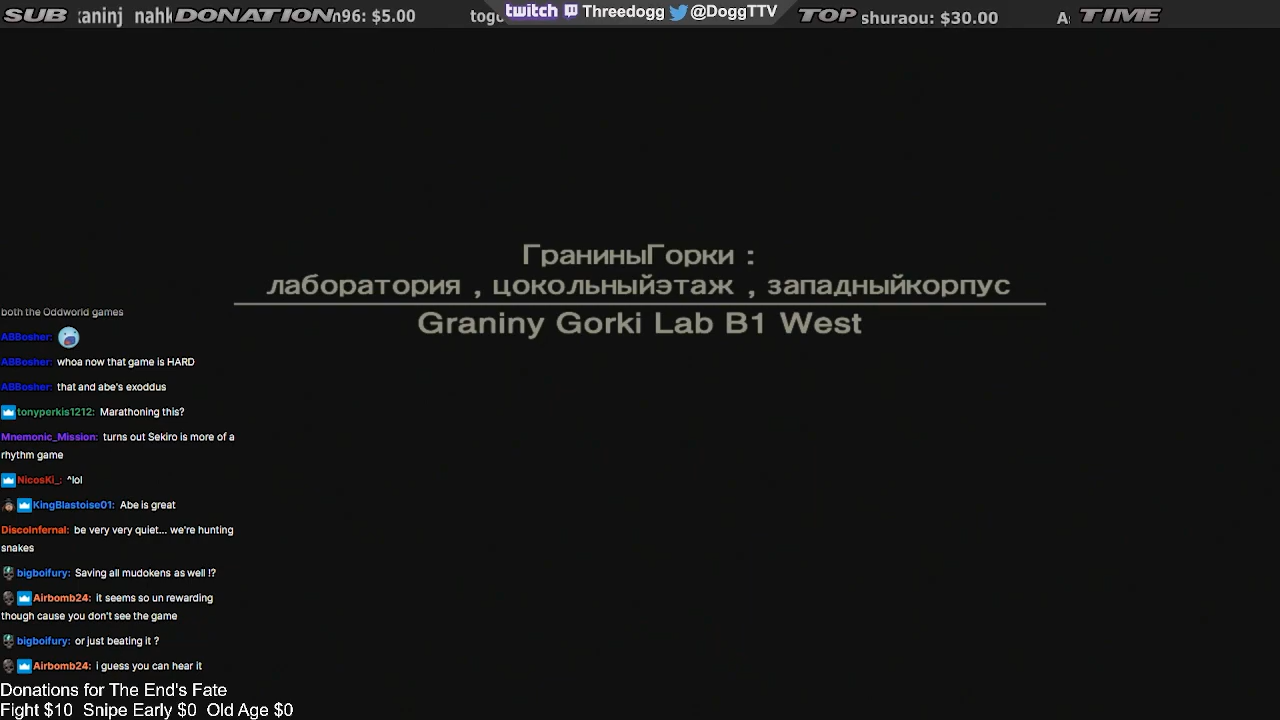 SUB kaninj nahk DONATION n96: $5.00 togo twitch Threedogg @DoggTTV TOP shuraou: $30.00 A TIME
ГранинылГорки :
лаборатория , цокольныйэтаж , западныйкорпус
Graniny Gorki Lab B1 West
both the Oddworld games
ABBosher:
ABBosher: whoa now that game is HARD
ABBosher: that and abe's exoddus
tonyperkis1212: Marathoning this?
Mnemonic_Mission: turns out Sekiro is more of a
rhythm game
NicosKi_: ^lol
KingBlastoise01: Abe is great
DiscoInfernal: be very very quiet... we're hunting
snakes
bigboifury: Saving all mudokens as well !?
Airbomb24: it seems so un rewarding
though cause you don't see the game
bigboifury: or just beating it ?
Airbomb24: i guess you can hear it
Donations for The End's Fate
Fight $10 Snipe Early $0 Old Age $0